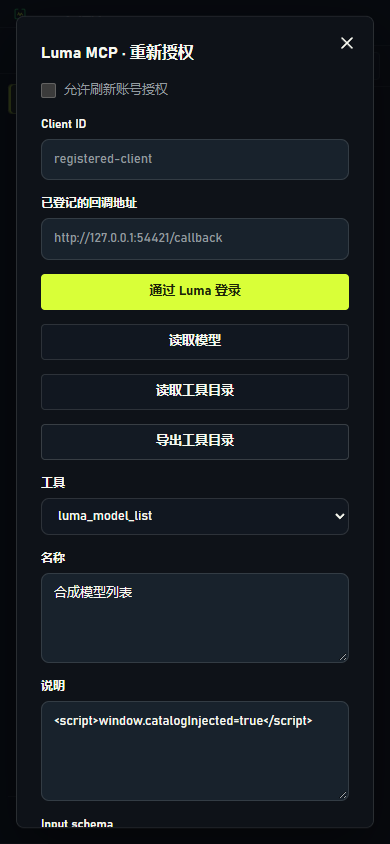 Luma MCP · 重新授权
允许刷新账号授权
Client ID
registered-client
已登记的回调地址
http://127.0.0.1:54421/callback
通过 Luma 登录
读取模型
读取工具目录
导出工具目录
工具
luma_model_list
名称
合成模型列表
说明
<script>window.catalogInjected=true</script>
Input schema